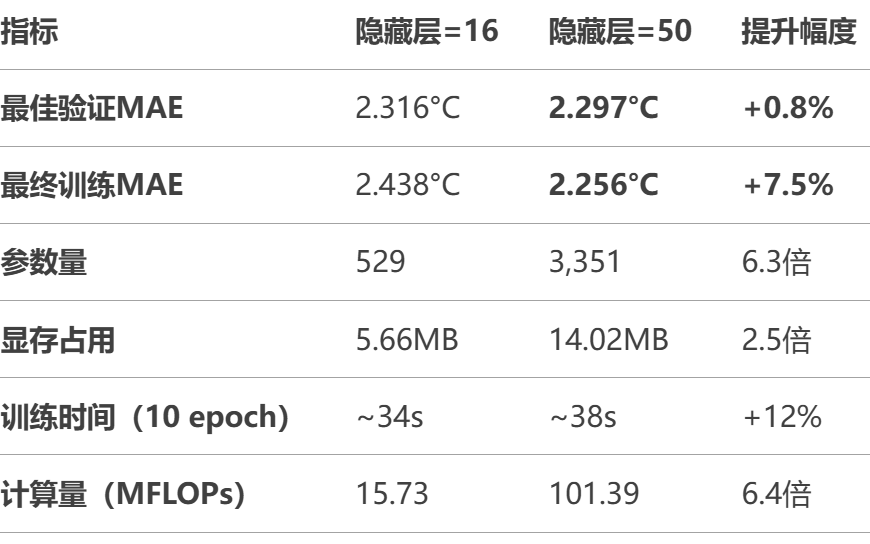 指标 隐藏层=16 隐藏层=50 提升幅度
最佳验证MAE 2.316°C 2.297°C +0.8%
最终训练MAE 2.438°C 2.256°C +7.5%
参数量 529 3,351 6.3倍
显存占用 5.66MB 14.02MB 2.5倍
训练时间（10 epoch） ~34s ~38s +12%
计算量（MFLOPs） 15.73 101.39 6.4倍